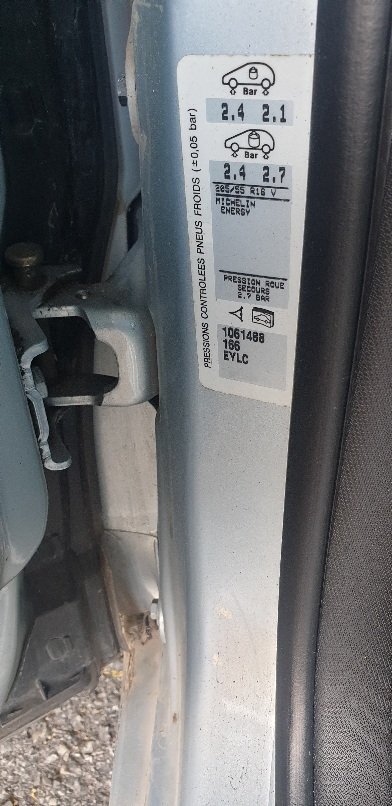 Bar
2.4 2.1
Bar
2.4 2.7
205/55 R16 V
MICHELIN
ENERGY
PRESSION ROUE
SECOURS
2.7 BAR
1061488
166
EYLC
PRESSIONS CONTROLEES PNEUS FROIDS (±0,05 bar)